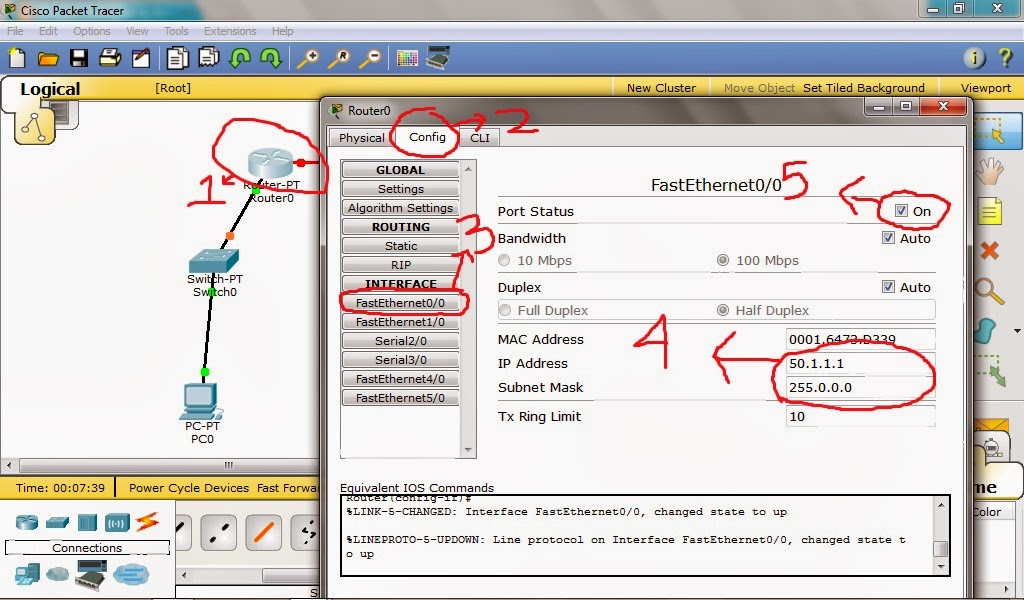 Cisco Packet Tracer
File Edit Options View Tools Extensions Help
Logical [Root] New Cluster Move Object Set Tiled Background Viewport
Router0
Physical Config CLI
2
1
Router-PT
Router0
Switch-PT
Switch0
PC-PT
PC0
GLOBAL
Settings
Algorithm Settings
ROUTING
Static
RIP
INTERFACE
FastEthernet0/0
FastEthernet1/0
Serial2/0
Serial3/0
FastEthernet4/0
FastEthernet5/0
3
FastEthernet0/0
5
Port Status On
Bandwidth Auto
10 Mbps 100 Mbps
Duplex Auto
Full Duplex Half Duplex
4
MAC Address 0001.6473.D339
IP Address 50.1.1.1
Subnet Mask 255.0.0.0
Tx Ring Limit 10
Equivalent IOS Commands
Router(config-if)#
%LINK-5-CHANGED: Interface FastEthernet0/0, changed state to up
%LINEPROTO-5-UPDOWN: Line protocol on Interface FastEthernet0/0, changed state t
o up
Time: 00:07:39 Power Cycle Devices Fast Forwar
Connections
me
Color
S